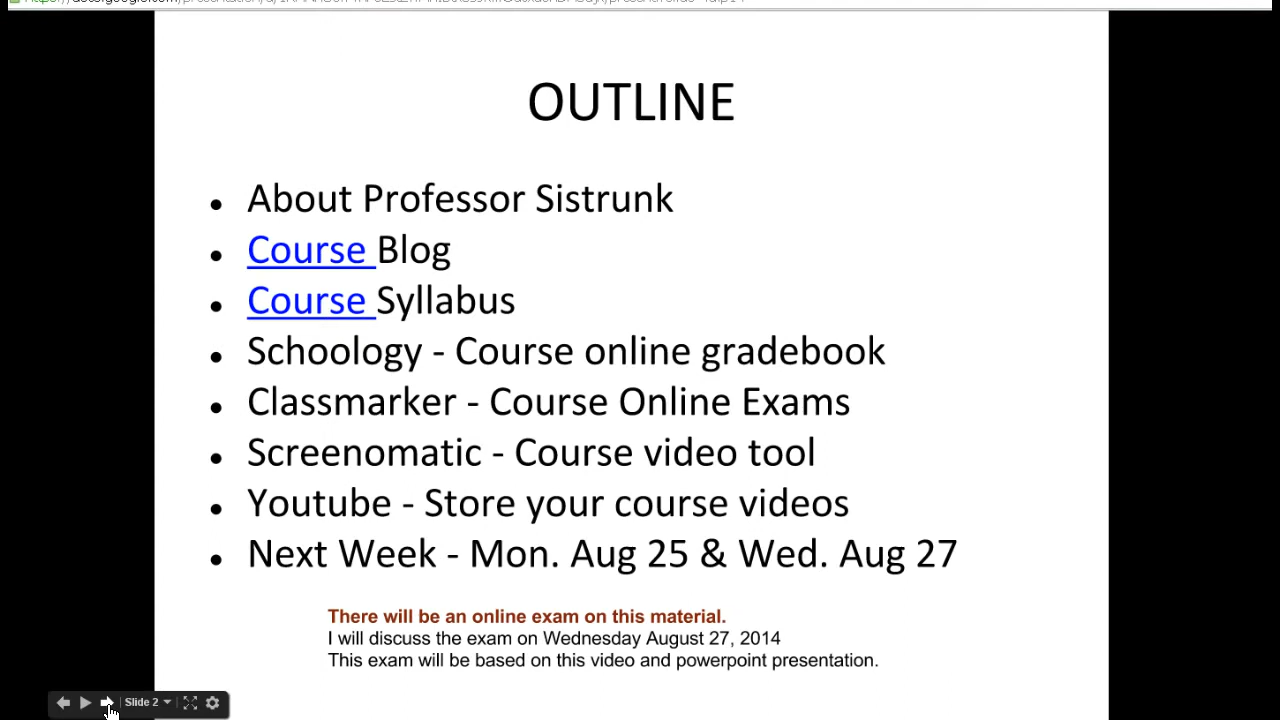 OUTLINE
About Professor Sistrunk
Course Blog
Course Syllabus
Schoology - Course online gradebook
Classmarker - Course Online Exams
Screenomatic - Course video tool
Youtube - Store your course videos
Next Week - Mon. Aug 25 & Wed. Aug 27
There will be an online exam on this material.
I will discuss the exam on Wednesday August 27, 2014
This exam will be based on this video and powerpoint presentation.
Slide 2